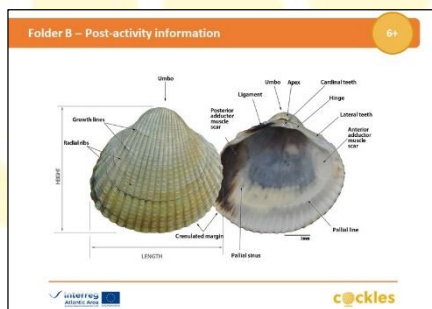 Folder B – Post-activity information
6+
Umbo
Growth lines
Radial ribs
HEIGHT
LENGTH
Crenulated margin
Umbo
Apex
Cardinal teeth
Ligament
Hinge
Posterior
adductor
muscle
scar
Lateral teeth
Anterior
adductor
muscle
scar
Pallial line
Pallial sinus
Interreg
Atlantic Area
cockles